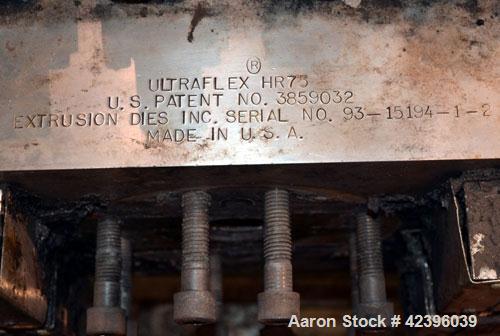 ®
ULTRAFLEX HR75
U.S. PATENT NO. 3859032
EXTRUSION DIES INC. SERIAL NO. 93-15194-1-2
MADE IN U.S.A.
Aaron Stock # 42396039